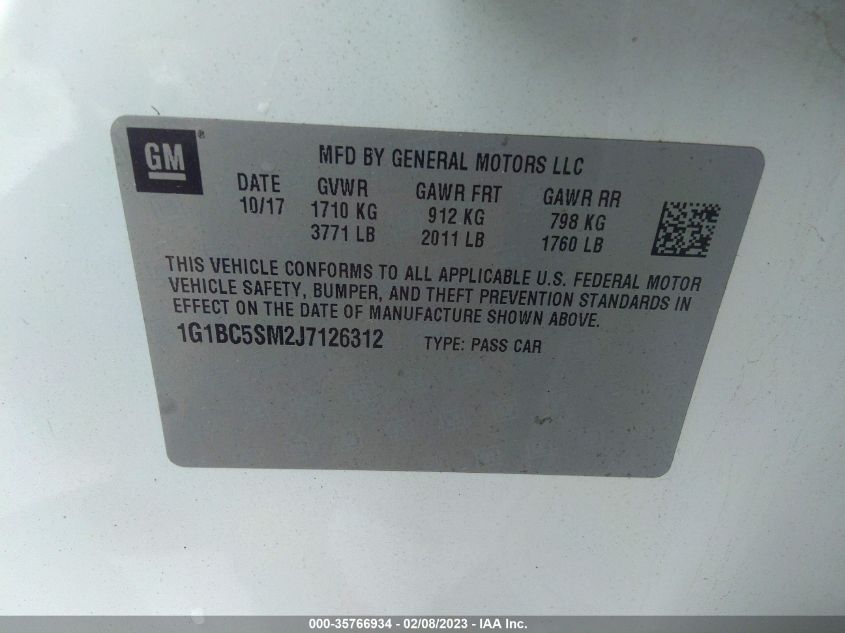 GM ®
MFD BY GENERAL MOTORS LLC
DATE GVWR GAWR FRT GAWR RR
10/17 1710 KG 912 KG 798 KG
3771 LB 2011 LB 1760 LB
THIS VEHICLE CONFORMS TO ALL APPLICABLE U.S. FEDERAL MOTOR
VEHICLE SAFETY, BUMPER, AND THEFT PREVENTION STANDARDS IN
EFFECT ON THE DATE OF MANUFACTURE SHOWN ABOVE.
1G1BC5SM2J7126312 TYPE: PASS CAR
000-35766934 - 02/08/2023 - IAA Inc.